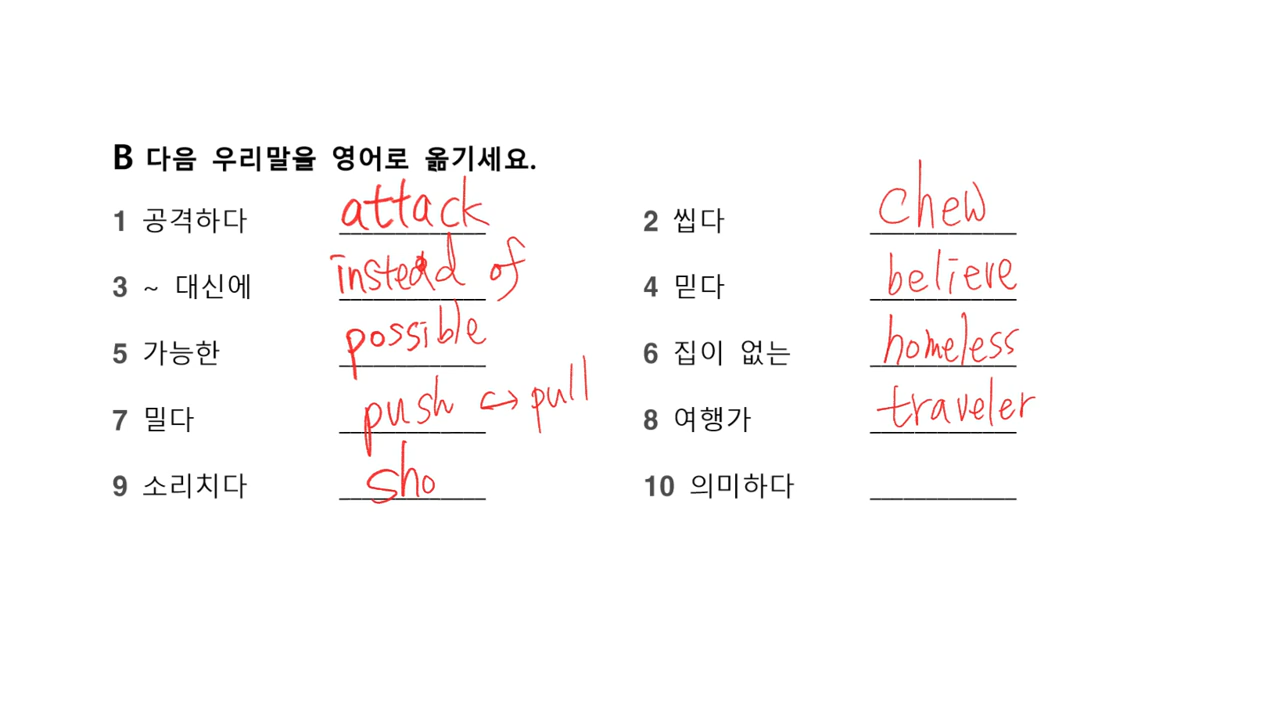 B 다음 우리말을 영어로 옮기세요.
1 공격하다 attack 2 씹다 chew
3 ~ 대신에 instead of 4 믿다 believe
5 가능한 possible 6 집이 없는 homeless
7 밀다 push ↔ pull 8 여행가 traveler
9 소리치다 sho 10 의미하다